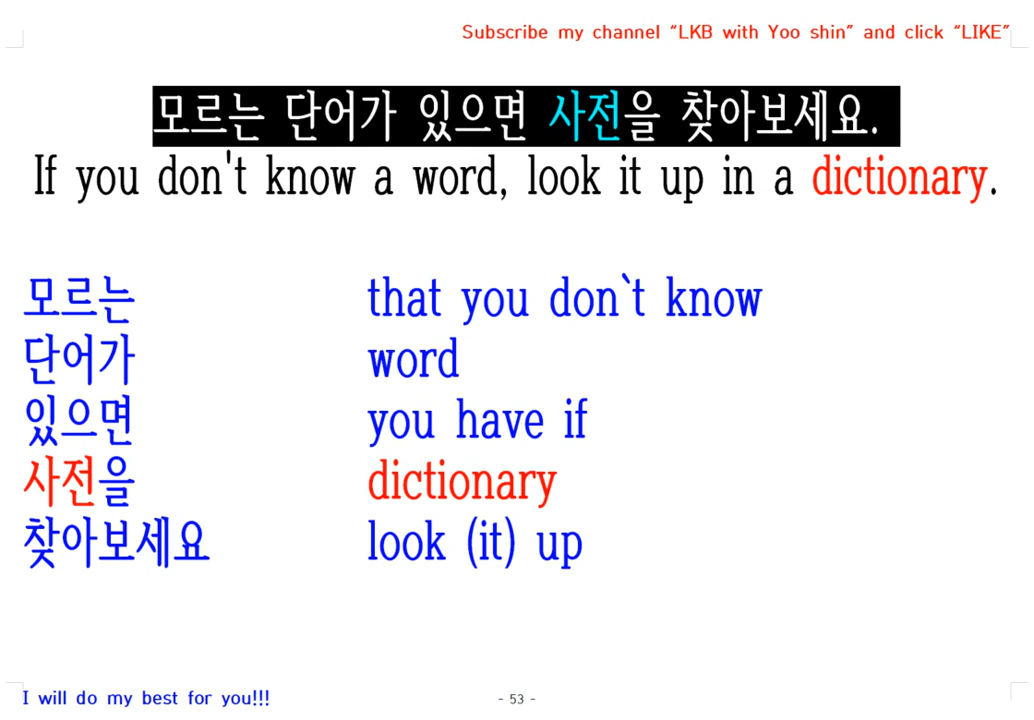 Subscribe my channel “LKB with Yoo shin” and click “LIKE”
모르는 단어가 있으면 사전을 찾아보세요.
If you don't know a word, look it up in a dictionary.
모르는 that you don`t know
단어가 word
있으면 you have if
사전을 dictionary
찾아보세요 look (it) up
I will do my best for you!!! - 53 -